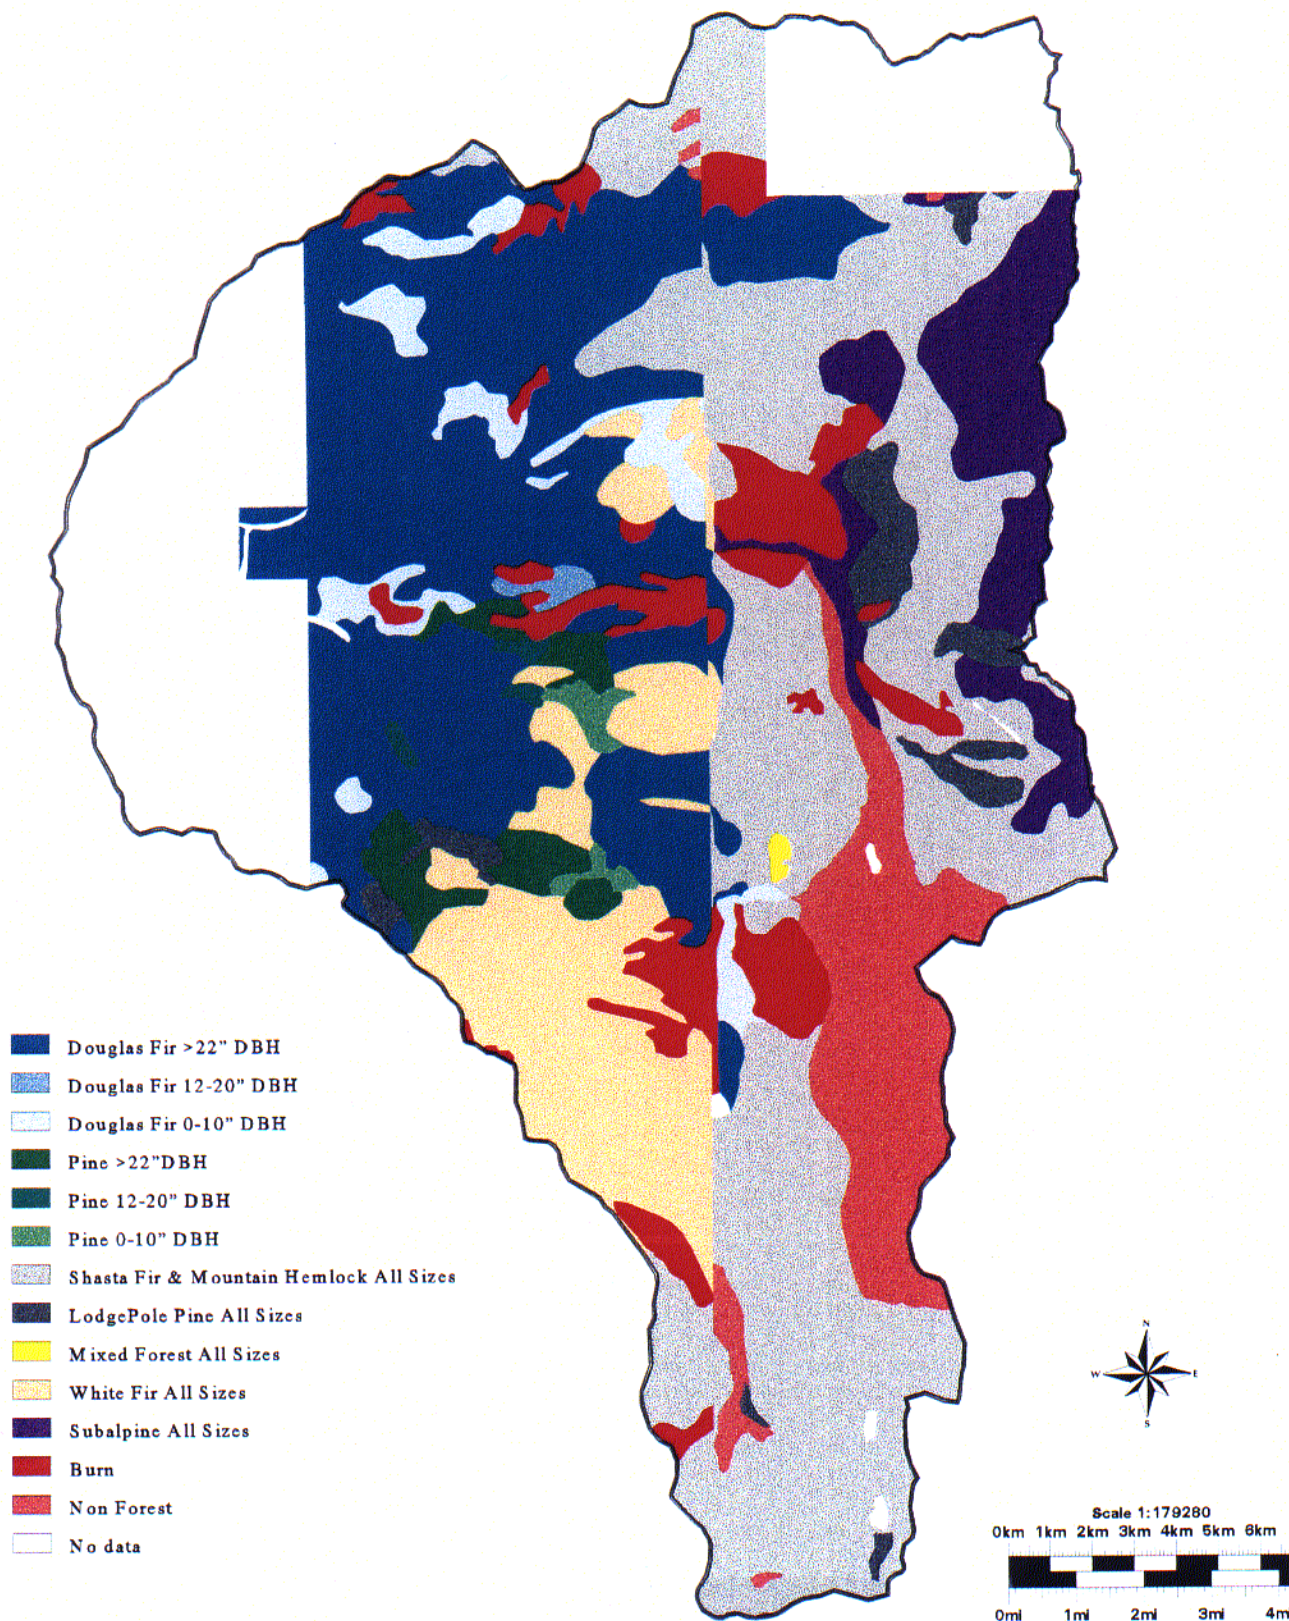 Douglas Fir >22” DBH
Douglas Fir 12-20” DBH
Douglas Fir 0-10” DBH
Pine >22”DBH
Pine 12-20” DBH
Pine 0-10” DBH
Shasta Fir & Mountain Hemlock All Sizes
LodgePole Pine All Sizes
Mixed Forest All Sizes
White Fir All Sizes
Subalpine All Sizes
Burn
Non Forest
No data
N
W E
S
Scale 1:179280
0km 1km 2km 3km 4km 5km 6km
0mi 1mi 2mi 3mi 4m